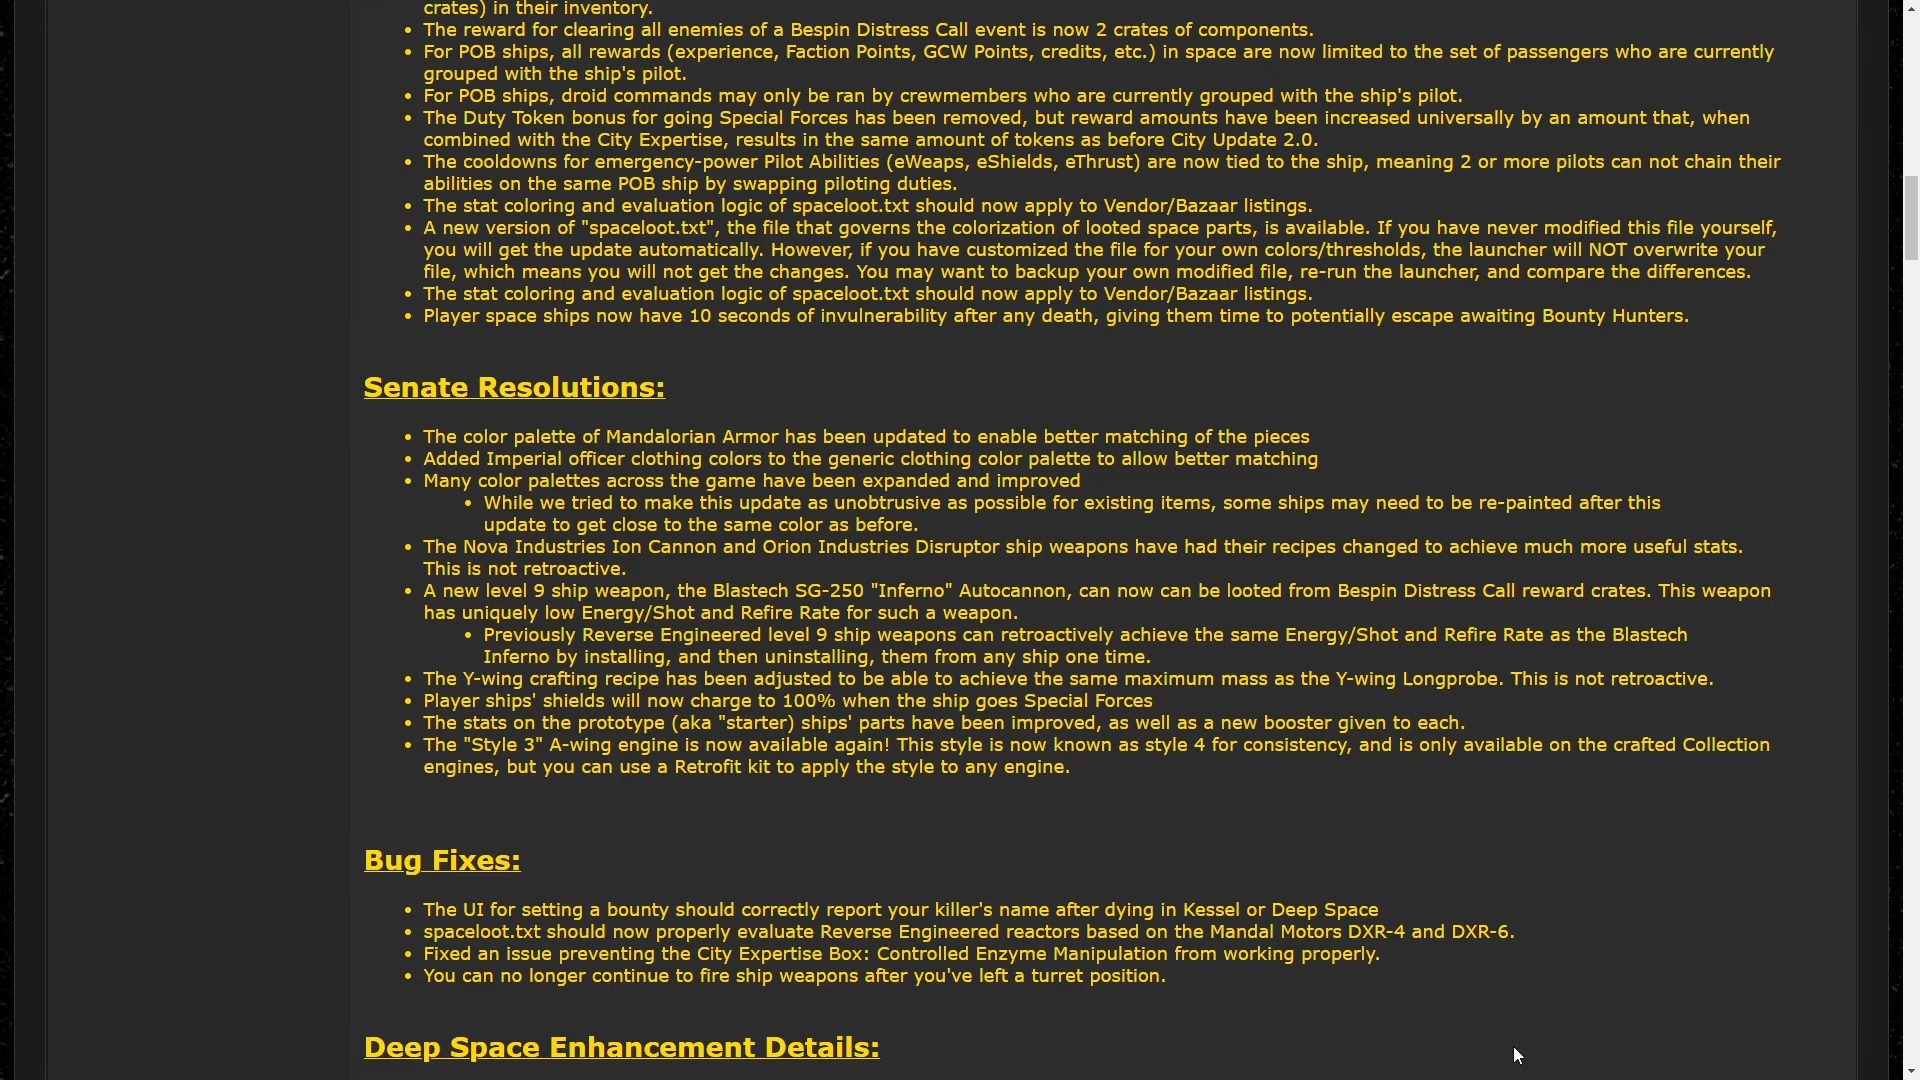 crates) in their inventory.
• The reward for clearing all enemies of a Bespin Distress Call event is now 2 crates of components.
• For POB ships, all rewards (experience, Faction Points, GCW Points, credits, etc.) in space are now limited to the set of passengers who are currently
grouped with the ship's pilot.
• For POB ships, droid commands may only be ran by crewmembers who are currently grouped with the ship's pilot.
• The Duty Token bonus for going Special Forces has been removed, but reward amounts have been increased universally by an amount that, when
combined with the City Expertise, results in the same amount of tokens as before City Update 2.0.
• The cooldowns for emergency-power Pilot Abilities (eWeaps, eShields, eThrust) are now tied to the ship, meaning 2 or more pilots can not chain their
abilities on the same POB ship by swapping piloting duties.
• The stat coloring and evaluation logic of spaceloot.txt should now apply to Vendor/Bazaar listings.
• A new version of "spaceloot.txt", the file that governs the colorization of looted space parts, is available. If you have never modified this file yourself,
you will get the update automatically. However, if you have customized the file for your own colors/thresholds, the launcher will NOT overwrite your
file, which means you will not get the changes. You may want to backup your own modified file, re-run the launcher, and compare the differences.
• The stat coloring and evaluation logic of spaceloot.txt should now apply to Vendor/Bazaar listings.
• Player space ships now have 10 seconds of invulnerability after any death, giving them time to potentially escape awaiting Bounty Hunters.
Senate Resolutions:
• The color palette of Mandalorian Armor has been updated to enable better matching of the pieces
• Added Imperial officer clothing colors to the generic clothing color palette to allow better matching
• Many color palettes across the game have been expanded and improved
• While we tried to make this update as unobtrusive as possible for existing items, some ships may need to be re-painted after this
update to get close to the same color as before.
• The Nova Industries Ion Cannon and Orion Industries Disruptor ship weapons have had their recipes changed to achieve much more useful stats.
This is not retroactive.
• A new level 9 ship weapon, the Blastech SG-250 "Inferno" Autocannon, can now can be looted from Bespin Distress Call reward crates. This weapon
has uniquely low Energy/Shot and Refire Rate for such a weapon.
• Previously Reverse Engineered level 9 ship weapons can retroactively achieve the same Energy/Shot and Refire Rate as the Blastech
Inferno by installing, and then uninstalling, them from any ship one time.
• The Y-wing crafting recipe has been adjusted to be able to achieve the same maximum mass as the Y-wing Longprobe. This is not retroactive.
• Player ships' shields will now charge to 100% when the ship goes Special Forces
• The stats on the prototype (aka "starter) ships' parts have been improved, as well as a new booster given to each.
• The "Style 3" A-wing engine is now available again! This style is now known as style 4 for consistency, and is only available on the crafted Collection
engines, but you can use a Retrofit kit to apply the style to any engine.
Bug Fixes:
• The UI for setting a bounty should correctly report your killer's name after dying in Kessel or Deep Space
• spaceloot.txt should now properly evaluate Reverse Engineered reactors based on the Mandal Motors DXR-4 and DXR-6.
• Fixed an issue preventing the City Expertise Box: Controlled Enzyme Manipulation from working properly.
• You can no longer continue to fire ship weapons after you've left a turret position.
Deep Space Enhancement Details: